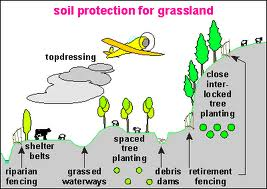 soil protection for grassland
topdressing
close
inter-
locked
tree
planting
shelter
belts
spaced
tree
planting
riparian
fencing
grassed
waterways
debris
dams
retirement
fencing